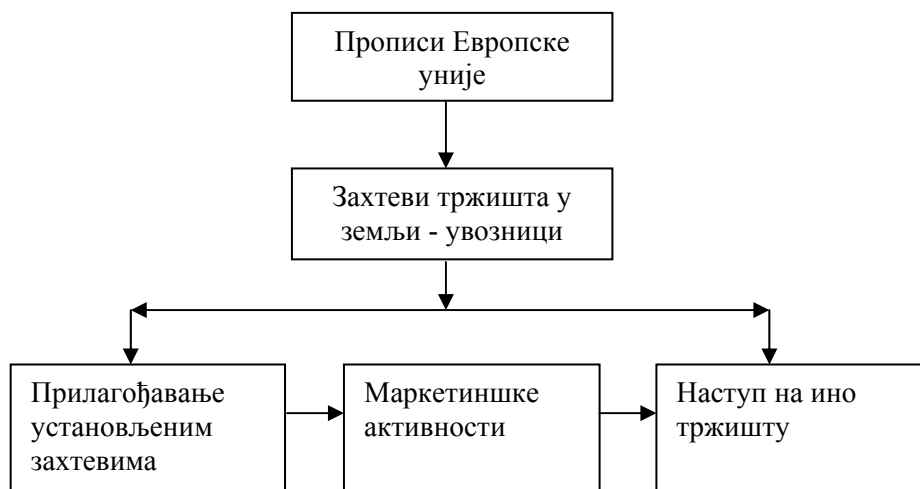 Прописи Европске
уније
Захтеви тржишта у
земљи - увозници
Прилагођавање
установљеним
захтевима
Маркетиншке
активности
Наступ на ино
тржишту